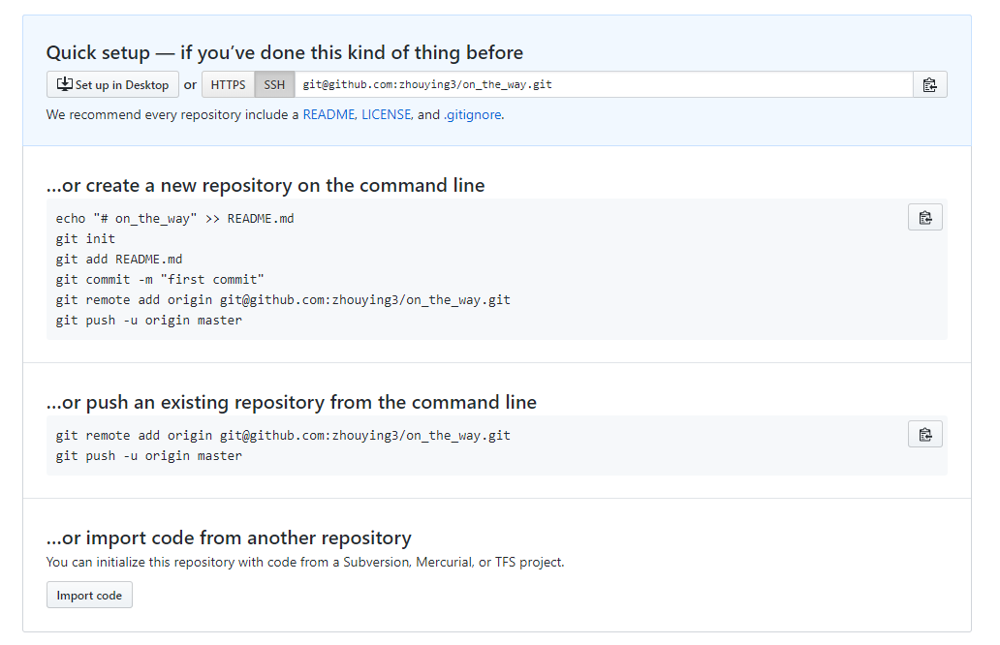 Quick setup — if you’ve done this kind of thing before
Set up in Desktop or HTTPS SSH git@github.com:zhouying3/on_the_way.git
We recommend every repository include a README, LICENSE, and .gitignore.
…or create a new repository on the command line
echo "# on_the_way" >> README.md
git init
git add README.md
git commit -m "first commit"
git remote add origin git@github.com:zhouying3/on_the_way.git
git push -u origin master
…or push an existing repository from the command line
git remote add origin git@github.com:zhouying3/on_the_way.git
git push -u origin master
…or import code from another repository
You can initialize this repository with code from a Subversion, Mercurial, or TFS project.
Import code